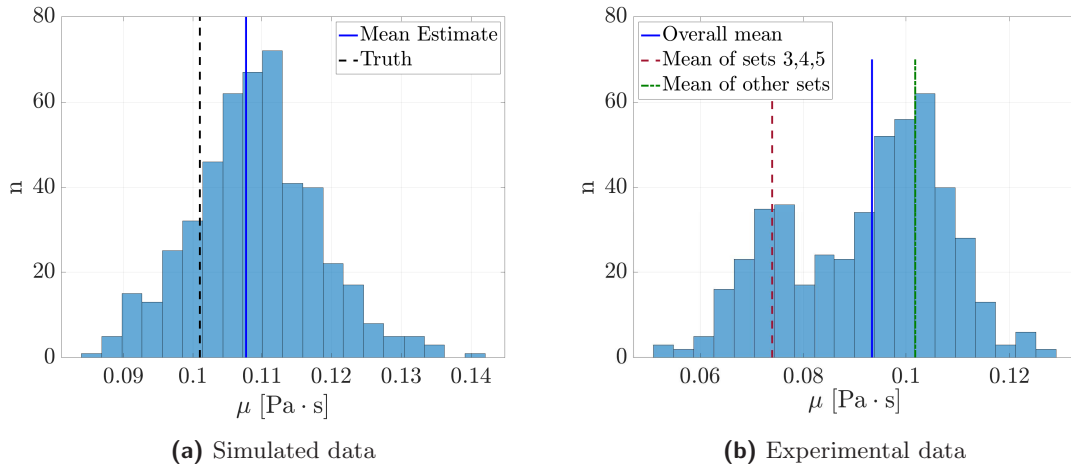 80
60
40
20
0
n
0.09
0.1
0.11
0.12
0.13
0.14
μ [Pa · s]
Mean Estimate
Truth
(a) Simulated data
80
60
40
20
0
n
0.06
0.08
0.1
0.12
μ [Pa · s]
Overall mean
Mean of sets 3,4,5
Mean of other sets
(b) Experimental data